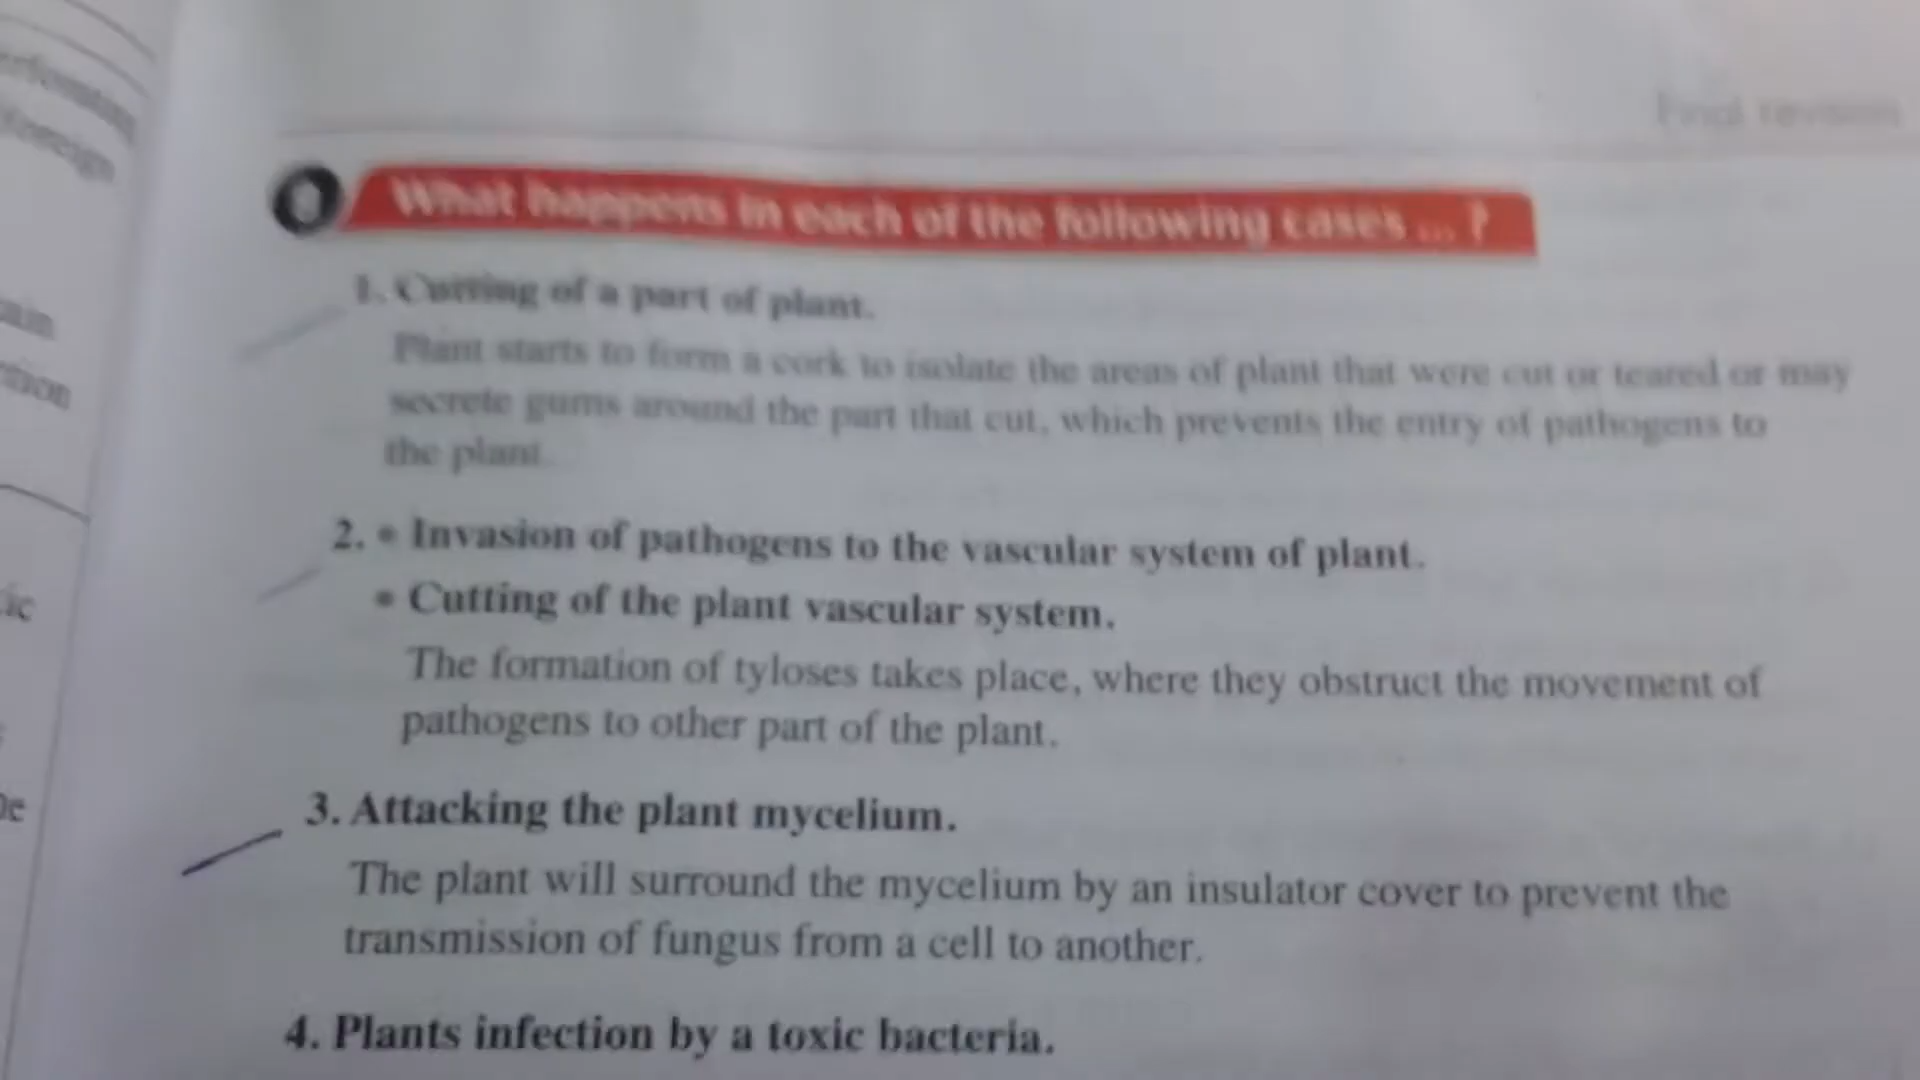 Final revision
What happens in each of the following cases ... ?
1. Cutting of a part of plant.
Plant starts to form a cork to isolate the areas of plant that were cut or teared or may
secrete gums around the part that cut, which prevents the entry of pathogens to
the plant.
2. • Invasion of pathogens to the vascular system of plant.
• Cutting of the plant vascular system.
The formation of tyloses takes place, where they obstruct the movement of
pathogens to other part of the plant.
3. Attacking the plant mycelium.
The plant will surround the mycelium by an insulator cover to prevent the
transmission of fungus from a cell to another.
4. Plants infection by a toxic bacteria.